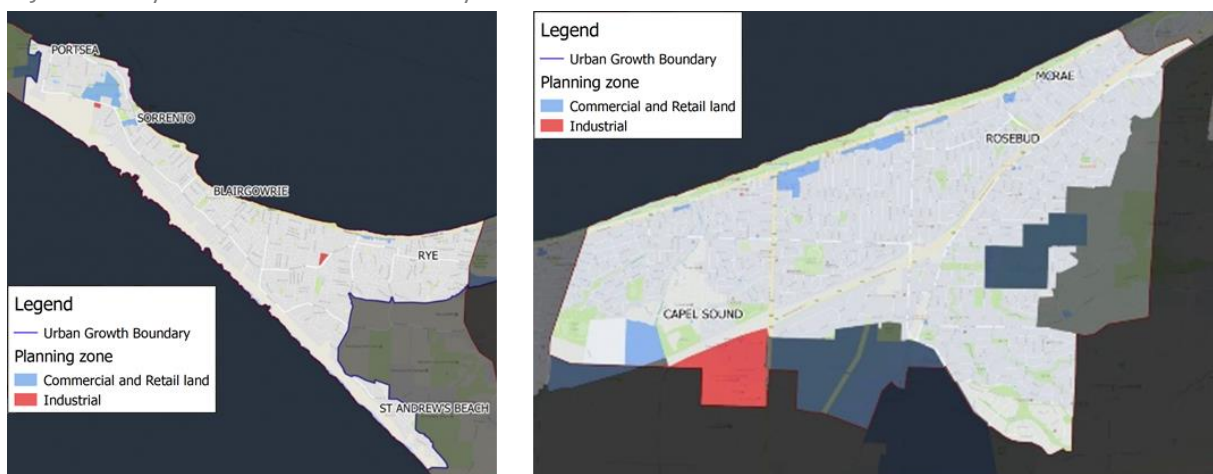 PORTSEA
SORRENTO
BLAIRGOWRIE
RYE
ST ANDREW'S BEACH
Legend
Urban Growth Boundary
Planning zone
Commercial and Retail land
Industrial
Legend
Urban Growth Boundary
Planning zone
Commercial and Retail land
Industrial
MCRAE
ROSEBUD
CAPEL SOUND